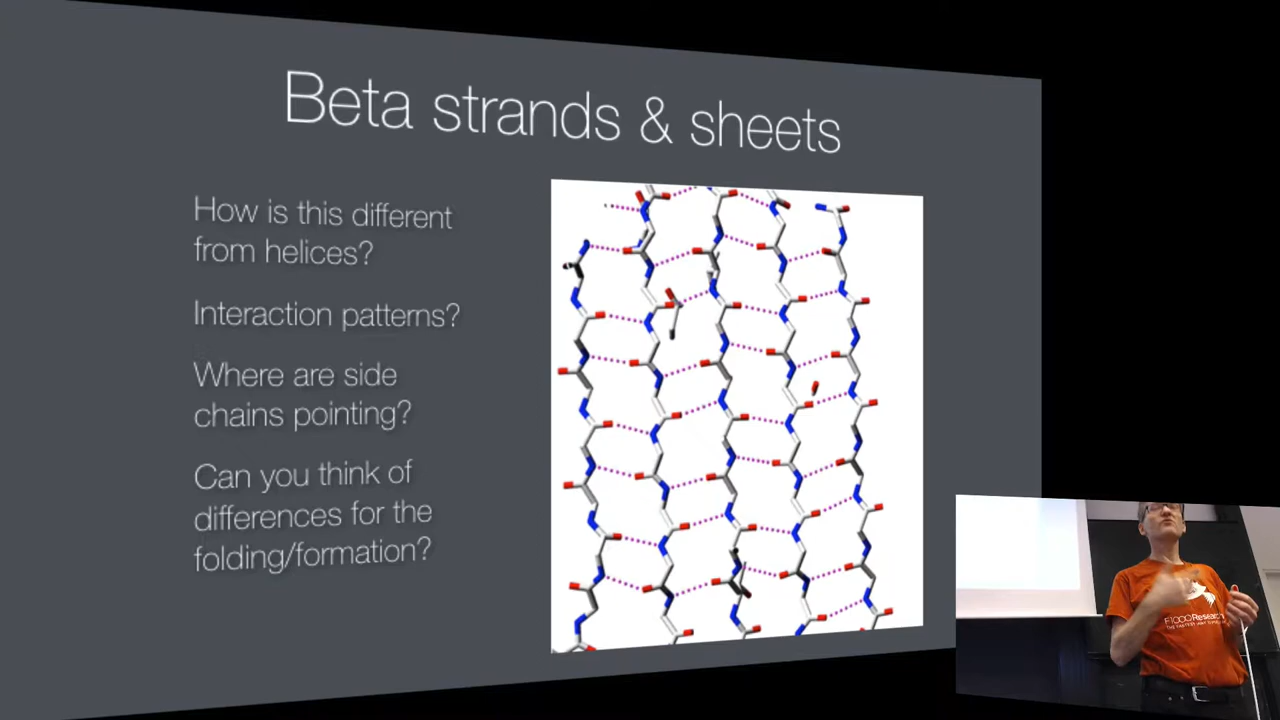 Beta strands & sheets
How is this different
from helices?
Interaction patterns?
Where are side
chains pointing?
Can you think of
differences for the
folding/formation?
F1000Research